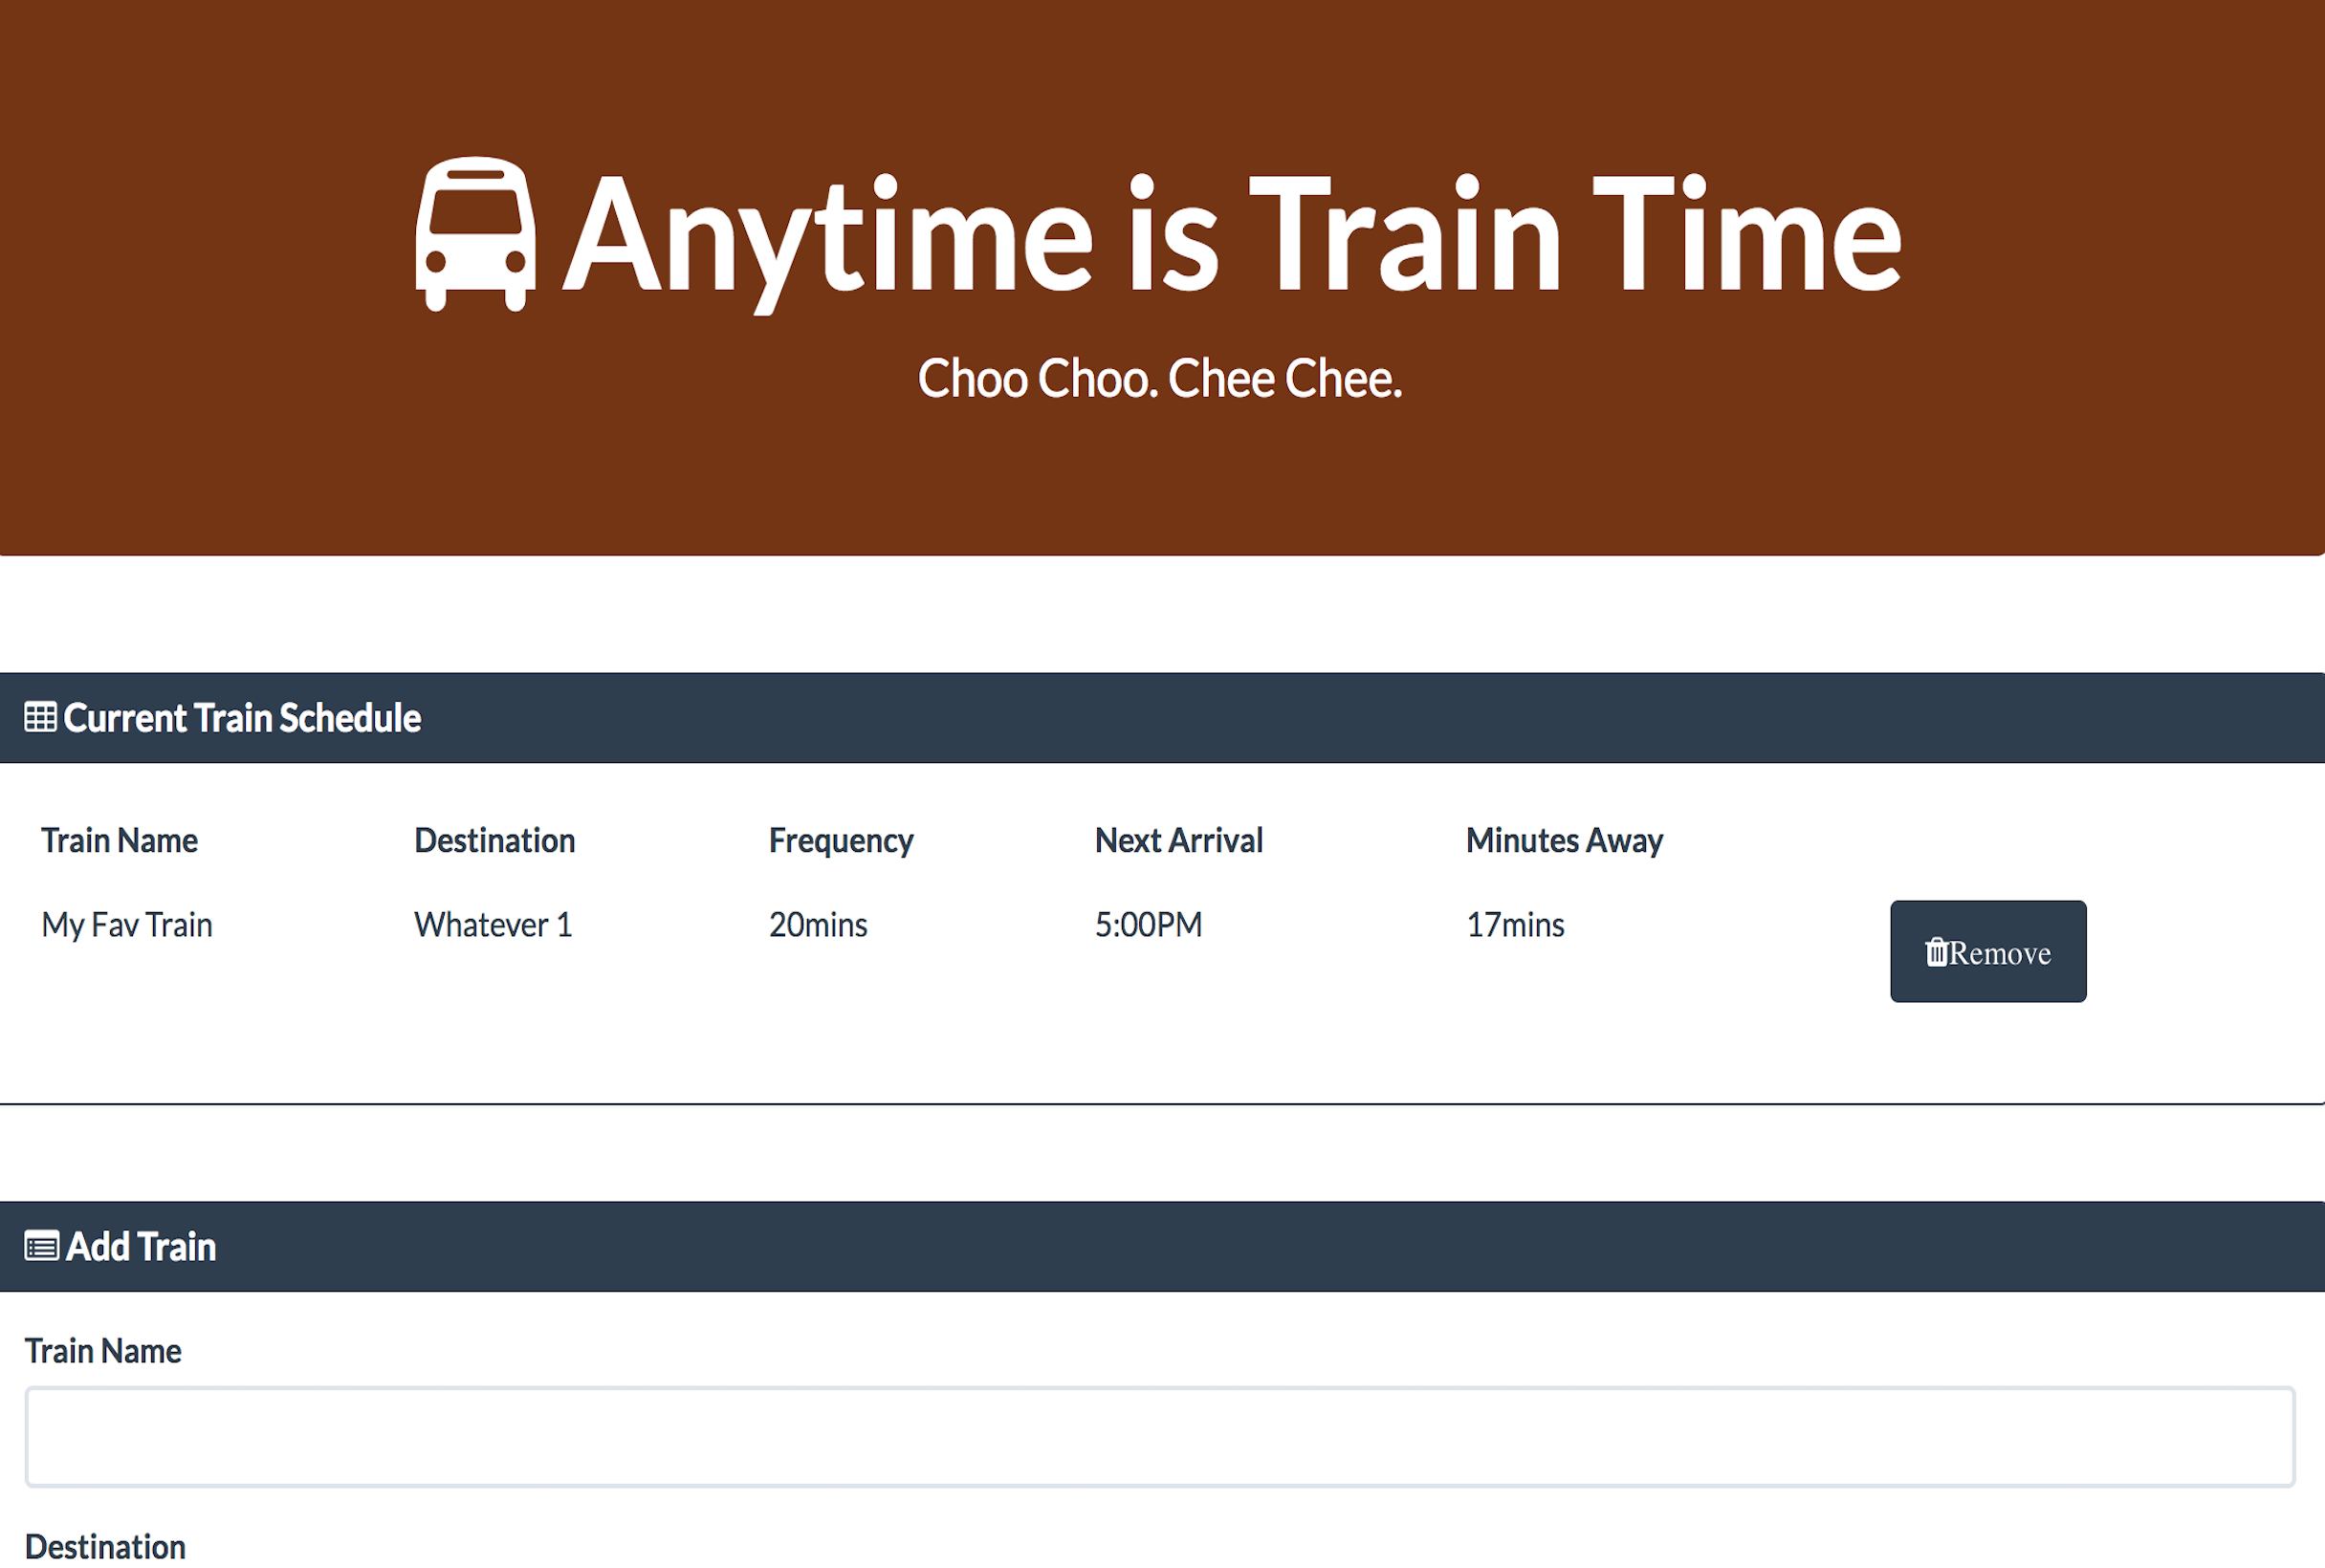 Anytime is Train Time
Choo Choo. Chee Chee.
Current Train Schedule
Train Name Destination Frequency Next Arrival Minutes Away
My Fav Train Whatever 1 20mins 5:00PM 17mins Remove
Add Train
Train Name
Destination